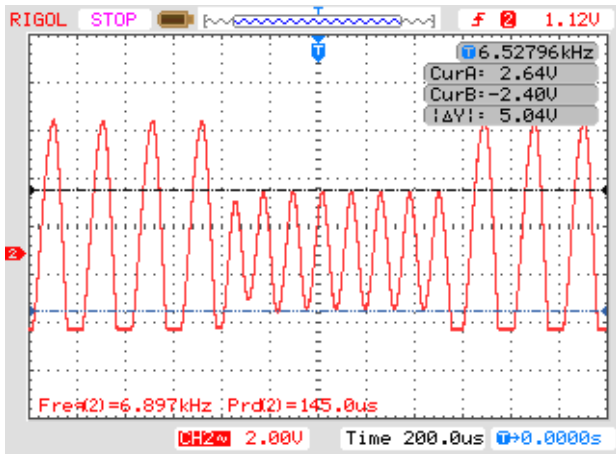 RIGOL STOP T f 2 1.12V
T
T 6.52796kHz
CurA: 2.64V
CurB:-2.40V
|ΔY|: 5.04V
2
Freq(2)=6.897kHz Prd(2)=145.0us
CH2~ 2.00V Time 200.0us T→0.0000s